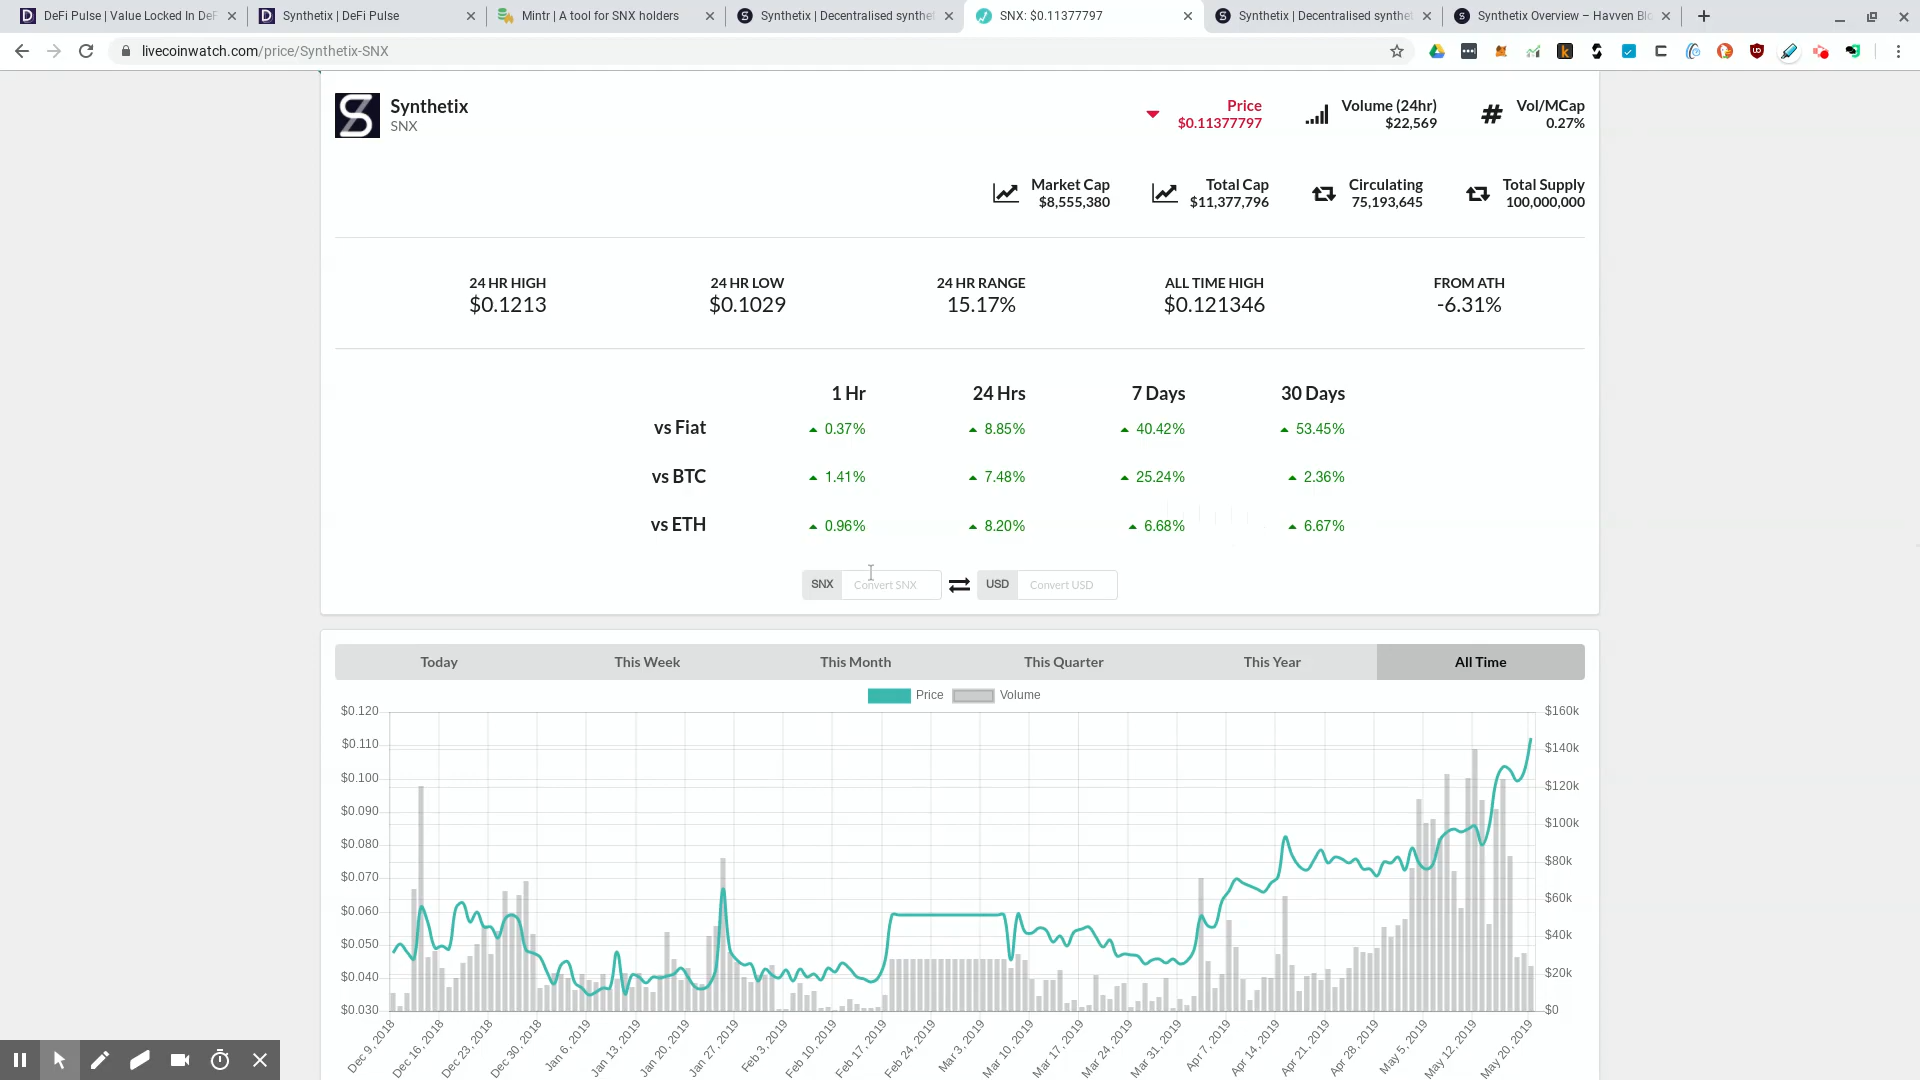 DeFi Pulse | Value Locked In DeF
Synthetix | DeFi Pulse
Mintr | A tool for SNX holders
Synthetix | Decentralised synthet
SNX: $0.11377797
Synthetix | Decentralised synthet
Synthetix Overview – Havven Blo
livecoinwatch.com/price/Synthetix-SNX
Synthetix
SNX
Price
$0.11377797
Volume (24hr)
$22,569
Vol/MCap
0.27%
Market Cap
$8,555,380
Total Cap
$11,377,796
Circulating
75,193,645
Total Supply
100,000,000
24 HR HIGH
$0.1213
24 HR LOW
$0.1029
24 HR RANGE
15.17%
ALL TIME HIGH
$0.121346
FROM ATH
-6.31%
1 Hr 24 Hrs 7 Days 30 Days
vs Fiat 0.37% 8.85% 40.42% 53.45%
vs BTC 1.41% 7.48% 25.24% 2.36%
vs ETH 0.96% 8.20% 6.68% 6.67%
SNX Convert SNX USD Convert USD
Today This Week This Month This Quarter This Year All Time
Price Volume
$0.120 $160k
$0.110 $140k
$0.100 $120k
$0.090 $100k
$0.080 $80k
$0.070 $60k
$0.060 $40k
$0.050 $20k
$0.040 $0
$0.030
Dec 9, 2018 Dec 16, 2018 Dec 23, 2018 Dec 30, 2018 Jan 6, 2019 Jan 13, 2019 Jan 20, 2019 Jan 27, 2019 Feb 3, 2019 Feb 10, 2019 Feb 17, 2019 Feb 24, 2019 Mar 3, 2019 Mar 10, 2019 Mar 17, 2019 Mar 24, 2019 Mar 31, 2019 Apr 7, 2019 Apr 14, 2019 Apr 21, 2019 Apr 28, 2019 May 5, 2019 May 12, 2019 May 20, 2019